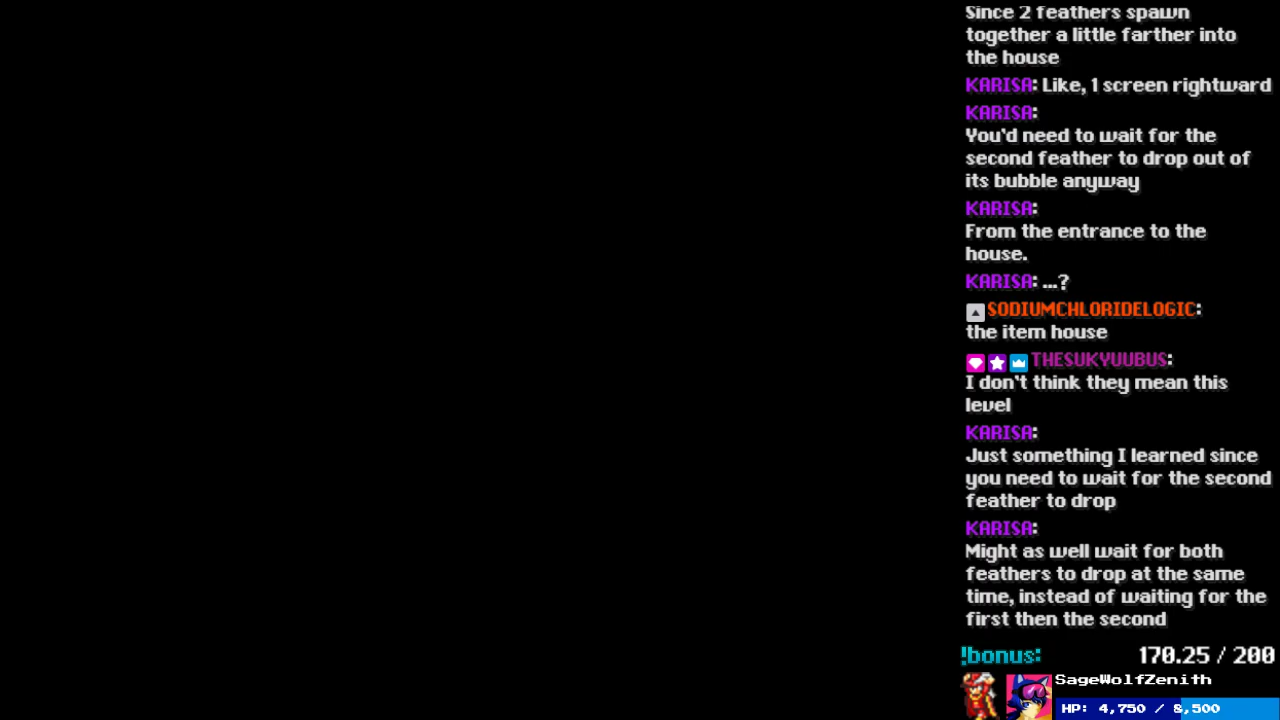 Since 2 feathers spawn
together a little farther into
the house
KARISA: Like, 1 screen rightward
KARISA:
You'd need to wait for the
second feather to drop out of
its bubble anyway
KARISA:
From the entrance to the
house.
KARISA: ...?
SODIUMCHLORIDELOGIC:
the item house
THESUKYUUBUS:
I don't think they mean this
level
KARISA:
Just something I learned since
you need to wait for the second
feather to drop
KARISA:
Might as well wait for both
feathers to drop at the same
time, instead of waiting for the
first then the second
!bonus: 170.25 / 200
SageWolfZenith
HP: 4,750 / 8,500